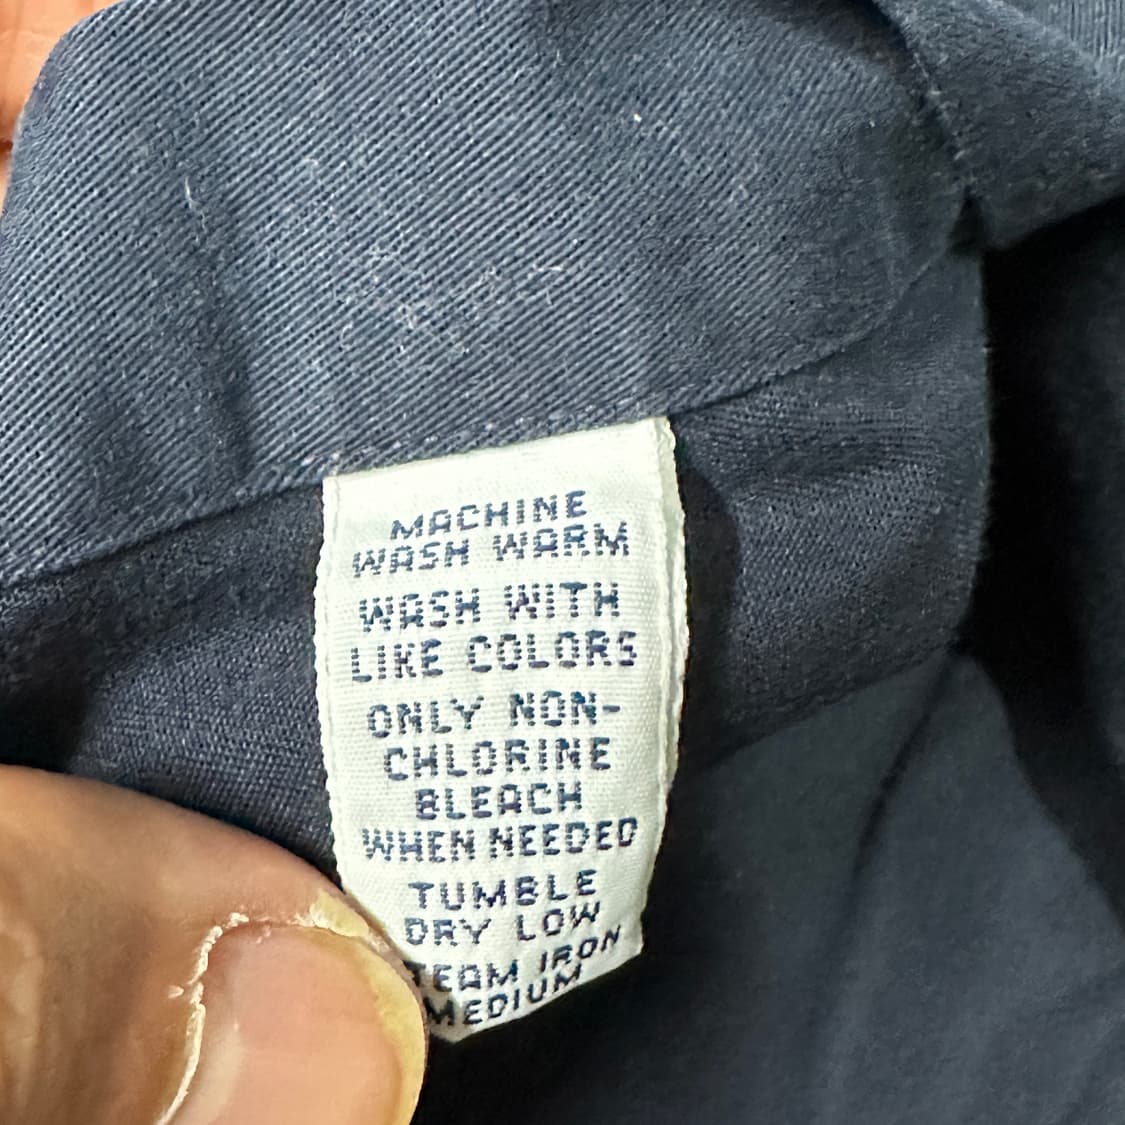 MACHINE
WASH WARM
WASH WITH
LIKE COLORS
ONLY NON-
CHLORINE
BLEACH
WHEN NEEDED
TUMBLE
DRY LOW
TEAM IRON
MEDIUM